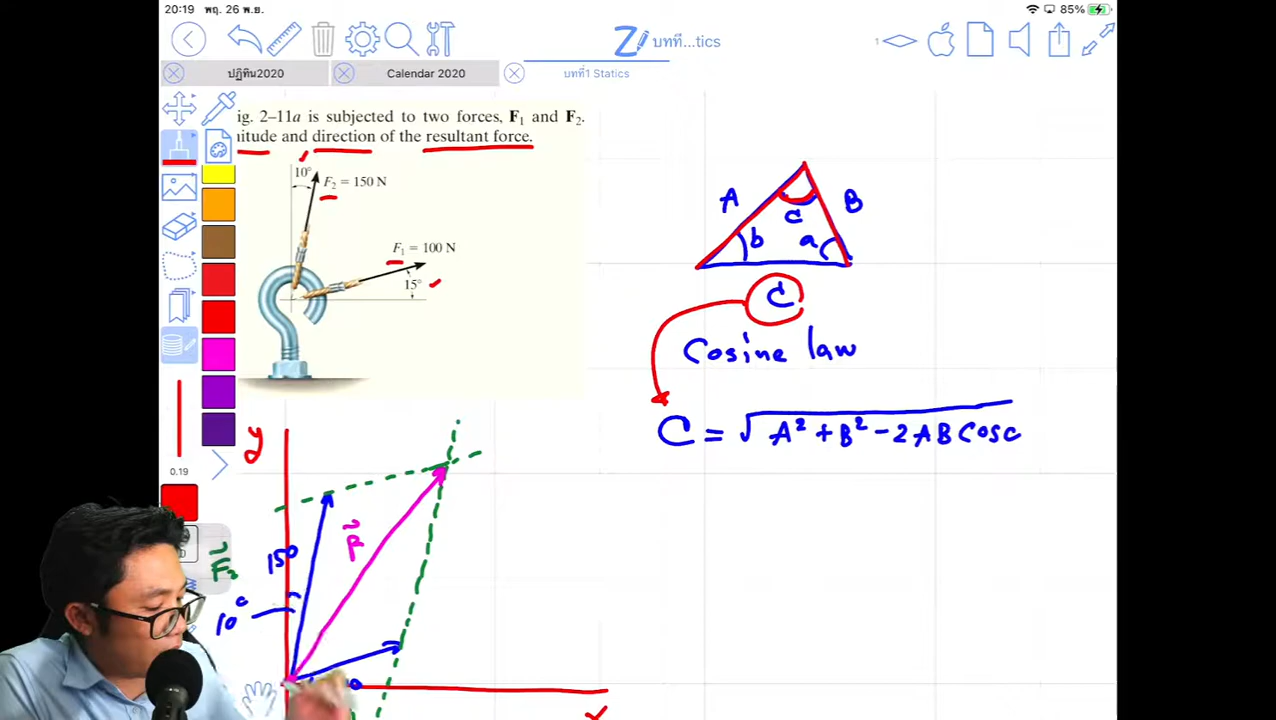 20:19 พฤ. 26 พ.ย. 85%
บทที...tics
1
ปฏิทิน2020 Calendar 2020 บทที่1 Statics
ig. 2–11a is subjected to two forces, F₁ and F₂.
itude and direction of the resultant force.
10°
F₂ = 150 N
F₁ = 100 N
15°
A B
c
b a
C
Cosine law
C = √A² + B² - 2AB Cosc
y
0.19
150
10°
x